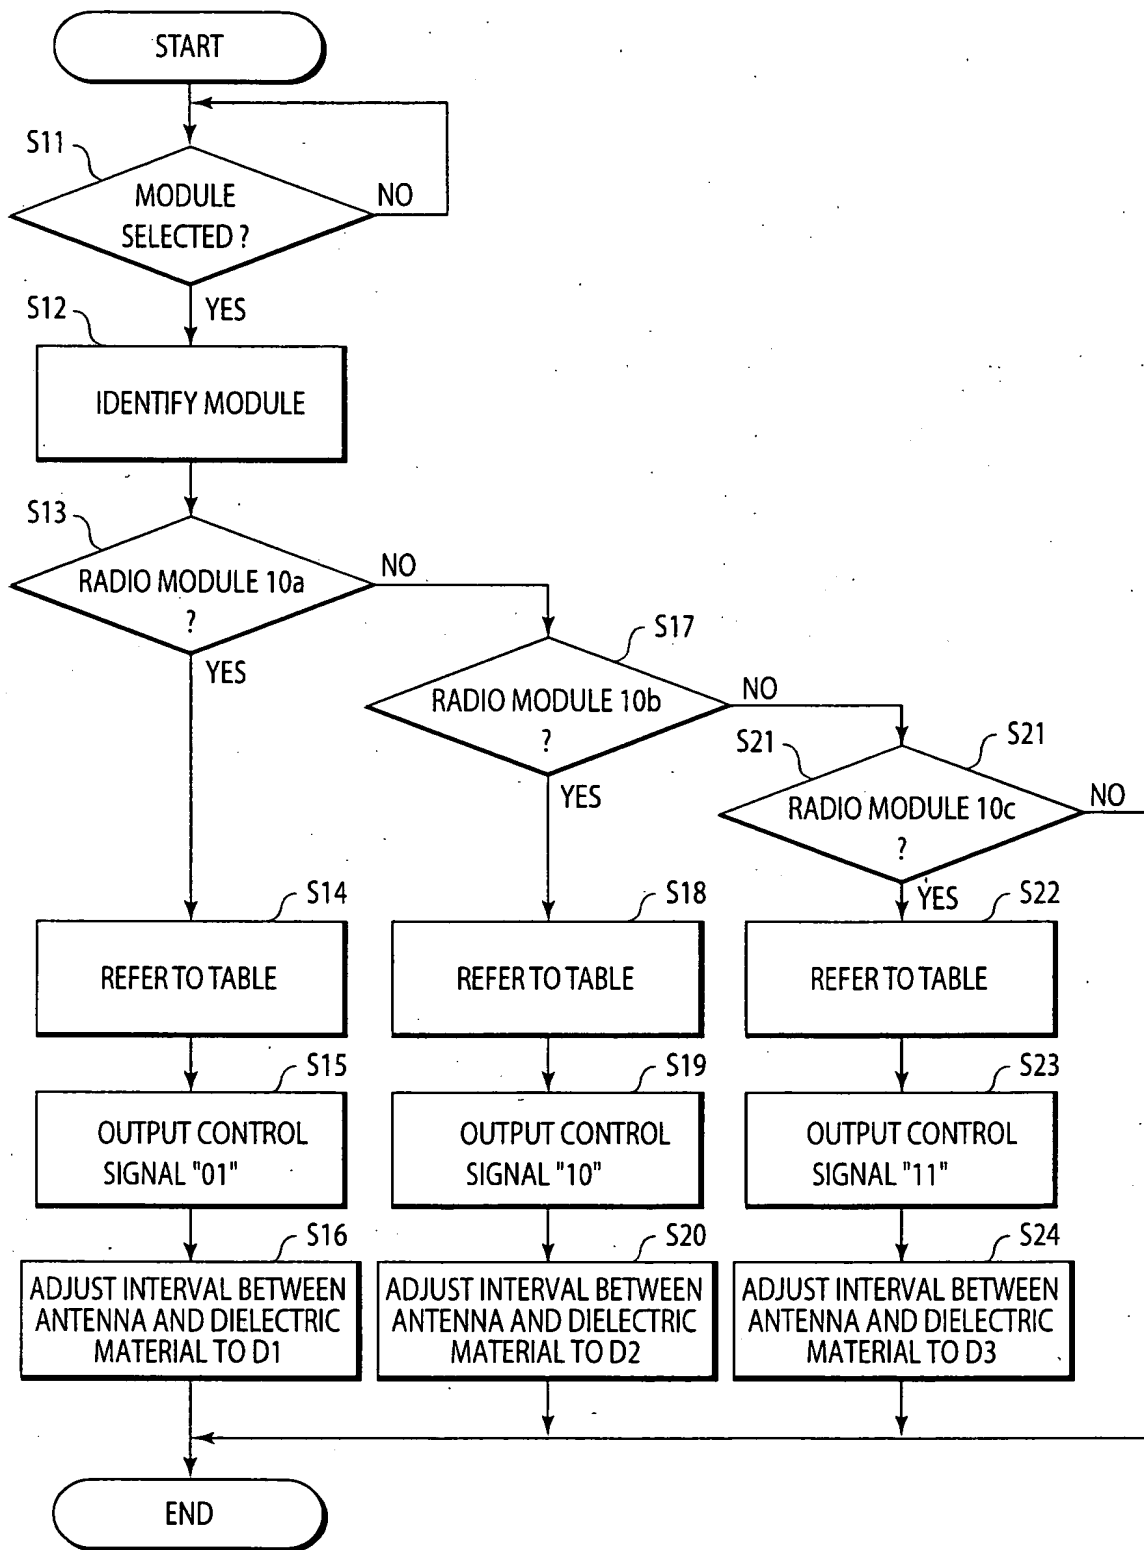 START
S11
MODULE
SELECTED ?
NO
YES
S12
IDENTIFY MODULE
S13
RADIO MODULE 10a
?
NO
YES
S17
RADIO MODULE 10b
?
NO
YES
S21
S21
RADIO MODULE 10c
?
NO
YES
S14
REFER TO TABLE
S18
REFER TO TABLE
S22
REFER TO TABLE
S15
OUTPUT CONTROL
SIGNAL "01"
S19
OUTPUT CONTROL
SIGNAL "10"
S23
OUTPUT CONTROL
SIGNAL "11"
S16
ADJUST INTERVAL BETWEEN
ANTENNA AND DIELECTRIC
MATERIAL TO D1
S20
ADJUST INTERVAL BETWEEN
ANTENNA AND DIELECTRIC
MATERIAL TO D2
S24
ADJUST INTERVAL BETWEEN
ANTENNA AND DIELECTRIC
MATERIAL TO D3
END